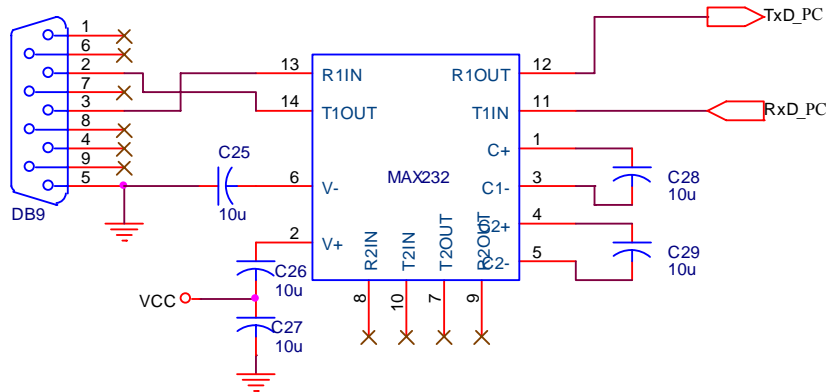 1
6
2
7
3
8
4
9
5
DB9
C25
10u
13
R1IN
14
T1OUT
6
V-
2
V+
MAX232
12
R1OUT
11
T1IN
1
C+
3
C1-
4
C2+
5
C2-
R2IN
T2IN
T2OUT
R2OUT
8
10
7
9
TxD_PC
RxD_PC
C28
10u
C29
10u
C26
10u
VCC
C27
10u